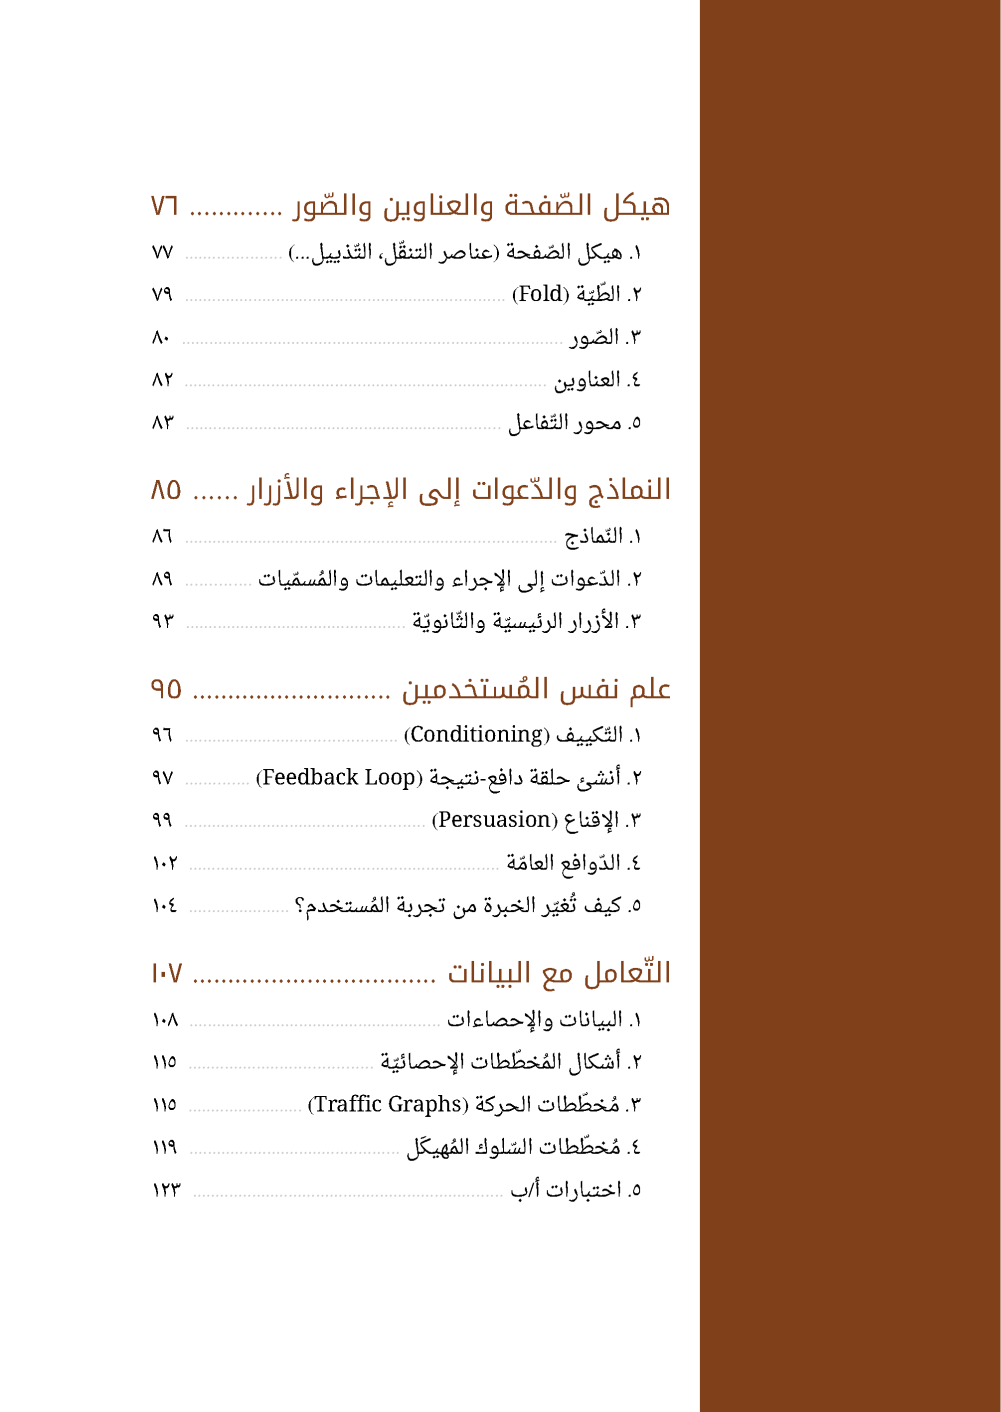 هيكل الصّفحة والعناوين والصّور ............. ٧٦
١. هيكل الصّفحة (عناصر التنقّل، التّذييل...) ..................... ٧٧
٢. الطّيّة (Fold) ..................................................................... ٧٩
٣. الصّور .................................................................................. ٨٠
٤. العناوين .............................................................................. ٨٢
٥. محور التّفاعل ..................................................................... ٨٣
النماذج والدّعوات إلى الإجراء والأزرار ...... ٨٥
١. النّماذج ................................................................................ ٨٦
٢. الدّعوات إلى الإجراء والتعليمات والمُسمّيات ............... ٨٩
٣. الأزرار الرئيسيّة والثّانويّة ................................................ ٩٣
علم نفس المُستخدمين ............................ ٩٥
١. التّكييف (Conditioning) .............................................. ٩٦
٢. أنشئ حلقة دافع-نتيجة (Feedback Loop) .............. ٩٧
٣. الإقناع (Persuasion) ..................................................... ٩٩
٤. الدّوافع العامّة ................................................................... ١٠٢
٥. كيف تُغيّر الخبرة من تجربة المُستخدم؟ ...................... ١٠٤
التّعامل مع البيانات .................................. ١٠٧
١. البيانات والإحصاءات ...................................................... ١٠٨
٢. أشكال المُخطّطات الإحصائيّة ......................................... ١١٥
٣. مُخطّطات الحركة (Traffic Graphs) ......................... ١١٥
٤. مُخطّطات السّلوك المُهيكَل .............................................. ١١٩
٥. اختبارات أ/ب .................................................................... ١٢٣